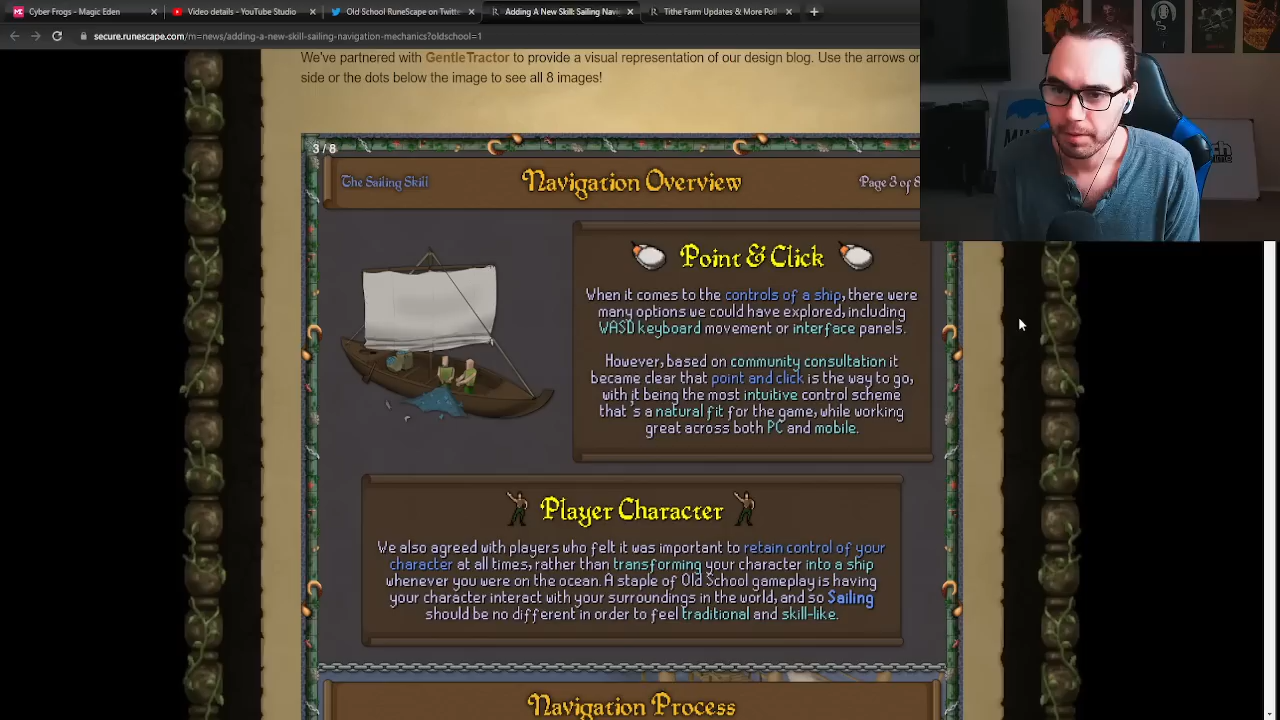 Cyber Frogs - Magic Eden
Video details - YouTube Studio
Old School RuneScape on Twit
Adding A New Skill: Sailing Navi
Tithe Farm Updates & More Poll
secure.runescape.com/m=news/adding-a-new-skill-sailing-navigation-mechanics?oldschool=1
We've partnered with GentleTractor to provide a visual representation of our design blog. Use the arrows or
side or the dots below the image to see all 8 images!
3 / 8
The Sailing Skill
Navigation Overview
Page 3 of 8
Point & Click
When it comes to the controls of a ship, there were
many options we could have explored, including
WASD keyboard movement or interface panels.
However, based on community consultation it
became clear that point and click is the way to go,
with it being the most intuitive control scheme
that's a natural fit for the game, while working
great across both PC and mobile.
Player Character
We also agreed with players who felt it was important to retain control of your
character at all times, rather than transforming your character into a ship
whenever you were on the ocean. A staple of Old School gameplay is having
your character interact with your surroundings in the world, and so Sailing
should be no different in order to feel traditional and skill-like.
Navigation Process